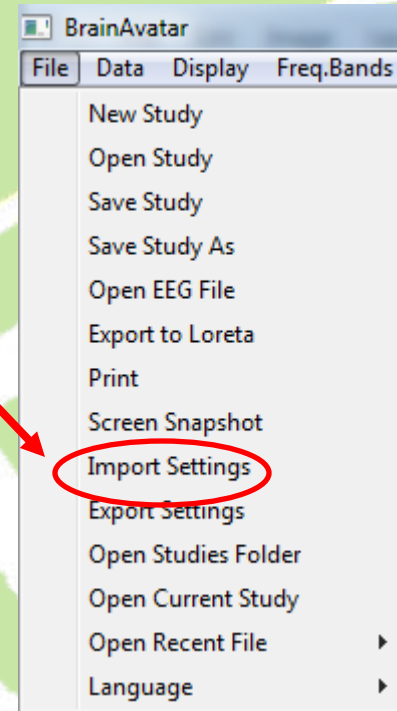 BrainAvatar
File Data Display Freq.Bands
New Study
Open Study
Save Study
Save Study As
Open EEG File
Export to Loreta
Print
Screen Snapshot
Import Settings
Export Settings
Open Studies Folder
Open Current Study
Open Recent File
Language